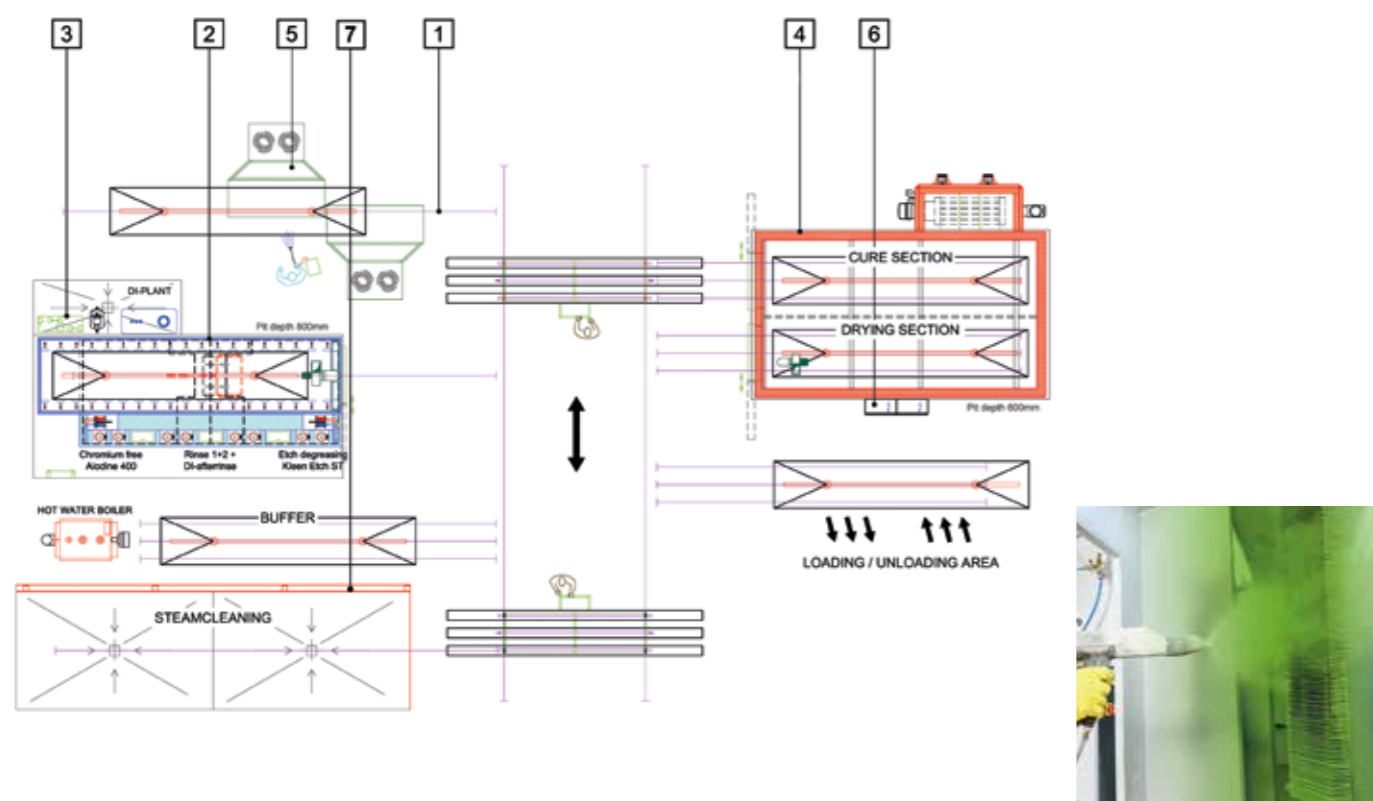 3
2
5
7
1
4
6
CURE SECTION
DI-PLANT
Pit depth 800mm
DRYING SECTION
Pit depth 600mm
Chromium free
Alodine 400
Rinse 1+2 +
DI-afterrinse
Etch degreasing
Kleen Etch ST
HOT WATER BOILER
BUFFER
LOADING / UNLOADING AREA
STEAMCLEANING